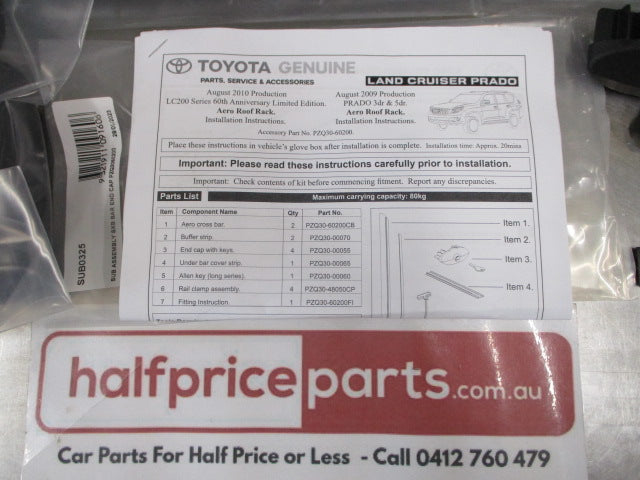 TOYOTA GENUINE
PARTS, SERVICE & ACCESSORIES
LAND CRUISER PRADO
August 2010 Production
LC200 Series 60th Anniversary Limited Edition.
Aero Roof Rack.
Installation Instructions.
August 2009 Production
PRADO 3dr & 5dr.
Aero Roof Rack.
Installation Instructions.
Accessory Part No. PZQ30-60200.
Place these instructions in vehicle's glove box after installation is complete. Installation time: Approx. 20mins
Important: Please read these instructions carefully prior to installation.
Important: Check contents of kit before commencing fitment. Report any discrepancies.
Parts List
Maximum carrying capacity: 80kg
Item Component Name Qty Part No.
1 Aero cross bar. 2 PZQ30-60200CB
2 Buffer strip. 2 PZQ30-00070
3 End cap with keys. 4 PZQ30-00055
4 Under bar cover strip. 4 PZQ30-00065
5 Allen key (long series). 1 PZQ30-00060
6 Rail clamp assembly. 4 PZQ30-48050CP
7 Fitting Instruction. 1 PZQ30-60200FI
Item 1.
Item 2.
Item 3.
Item 4.
SUB ASSEMBLY SXB BAR END CAP
SUB0325
halfpriceparts.com.au
Car Parts For Half Price or Less - Call 0412 760 479